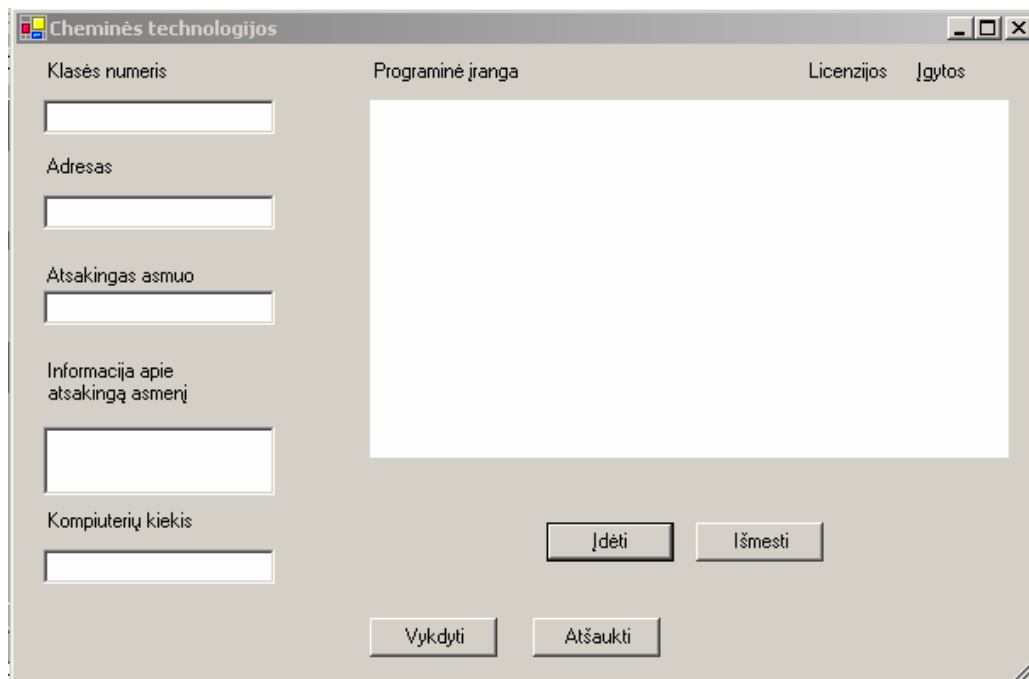 Cheminės technologijos
Klasės numeris
Programinė įranga
Licenzijos
Įgytos
Adresas
Atsakingas asmuo
Informacija apie
atsakingą asmenį
Kompiuterių kiekis
Įdėti
Išmesti
Vykdyti
Atšaukti